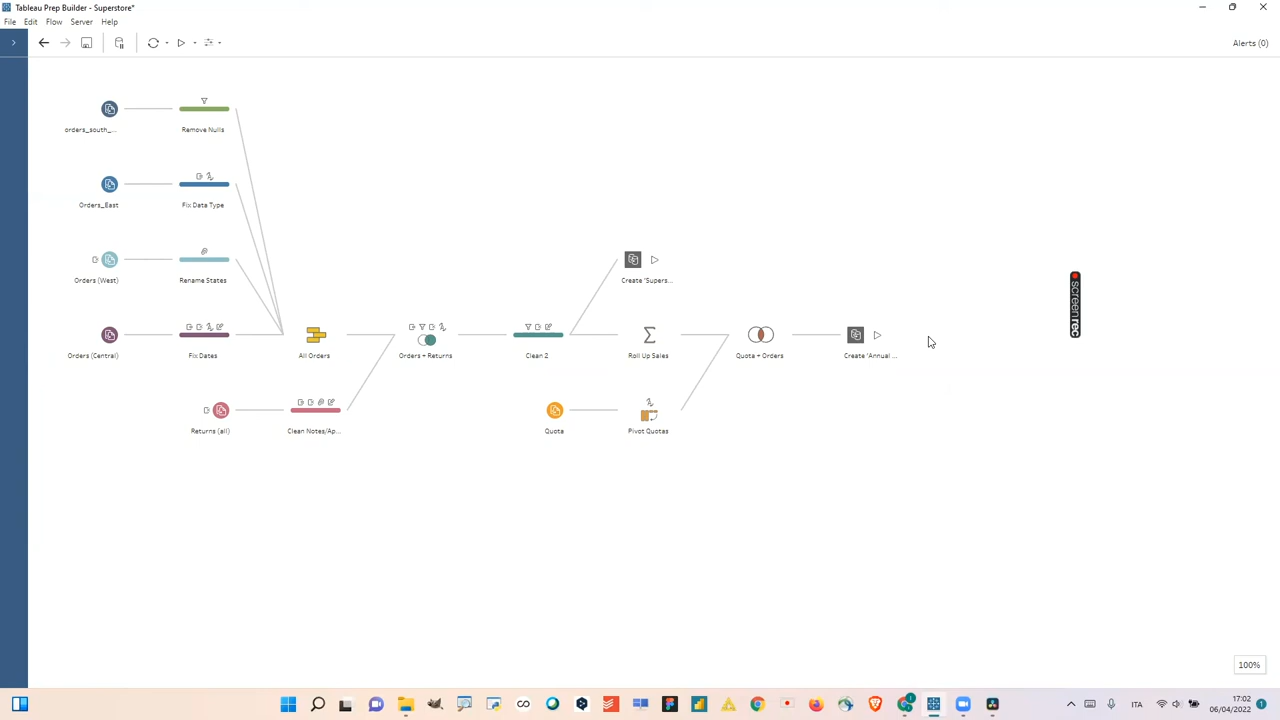 Tableau Prep Builder - Superstore*
File Edit Flow Server Help
Alerts (0)
orders_south_...
Remove Nulls
Orders_East
Fix Data Type
Orders (West)
Rename States
Create 'Supers...
Orders (Central)
Fix Dates
All Orders
Orders + Returns
Clean 2
Roll Up Sales
Quota + Orders
Create 'Annual ...
Returns (all)
Clean Notes/Ap...
Quota
Pivot Quotas
screenrec
100%
ITA
17:02
06/04/2022